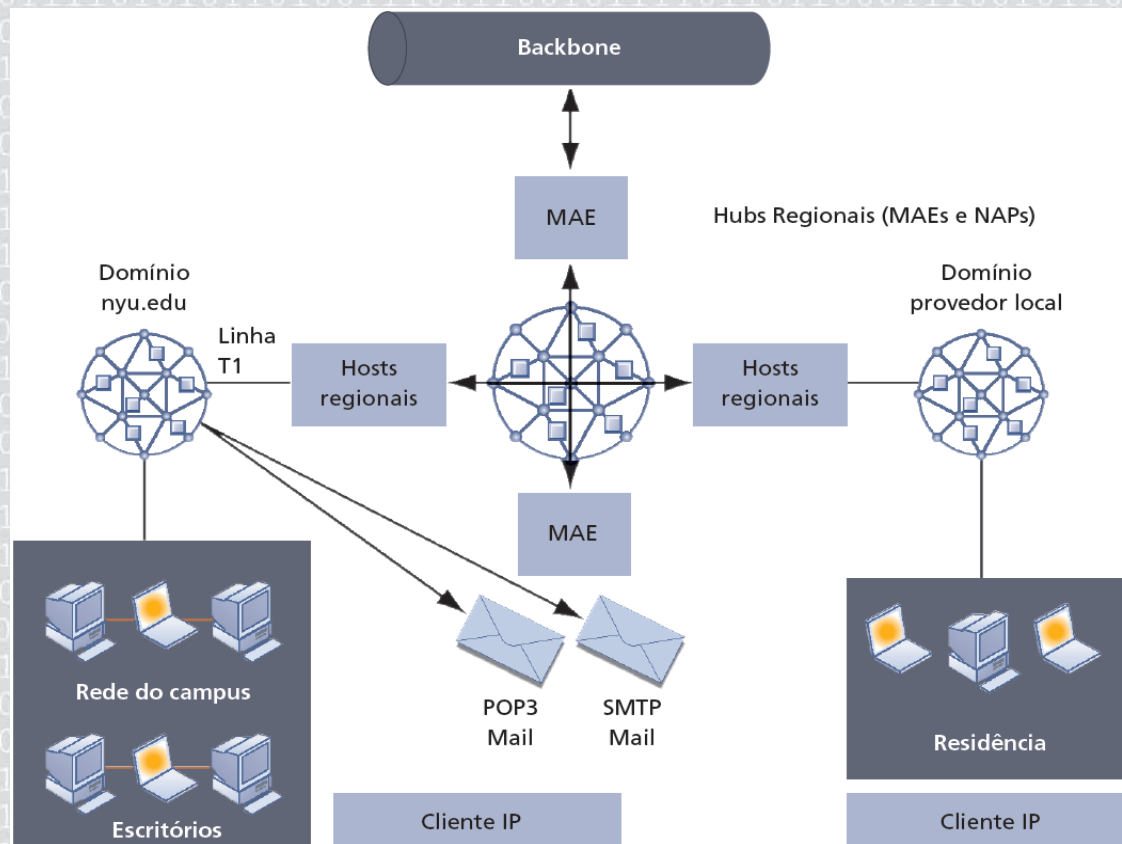 Backbone
MAE
Hubs Regionais (MAEs e NAPs)
Domínio
nyu.edu
Domínio
provedor local
Linha
T1
Hosts
regionais
Hosts
regionais
MAE
Rede do campus
POP3
Mail
SMTP
Mail
Residência
Escritórios
Cliente IP
Cliente IP